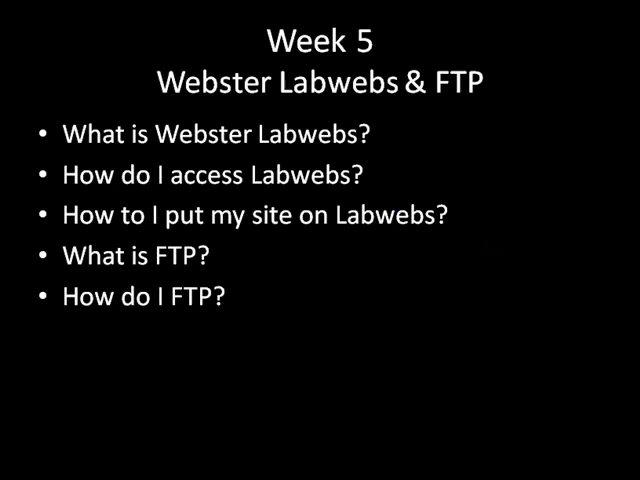 Week 5
Webster Labwebs & FTP
• What is Webster Labwebs?
• How do I access Labwebs?
• How to I put my site on Labwebs?
• What is FTP?
• How do I FTP?